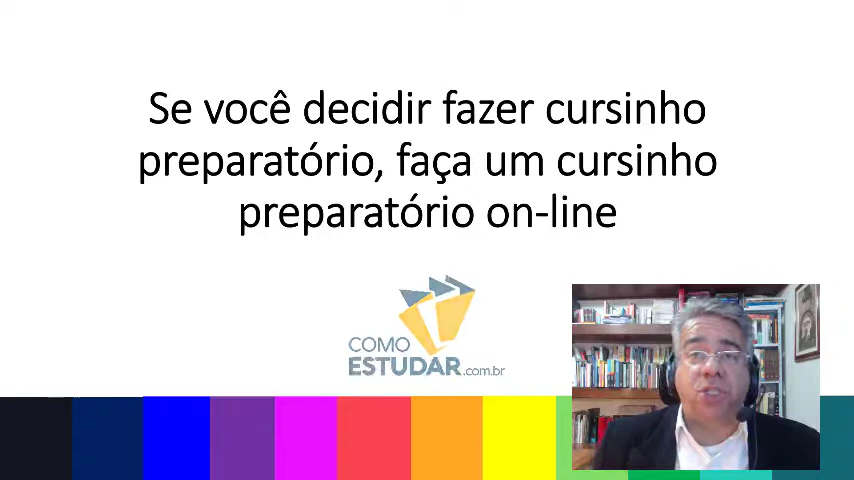 Se você decidir fazer cursinho
preparatório, faça um cursinho
preparatório on-line
COMO
ESTUDAR.com.br